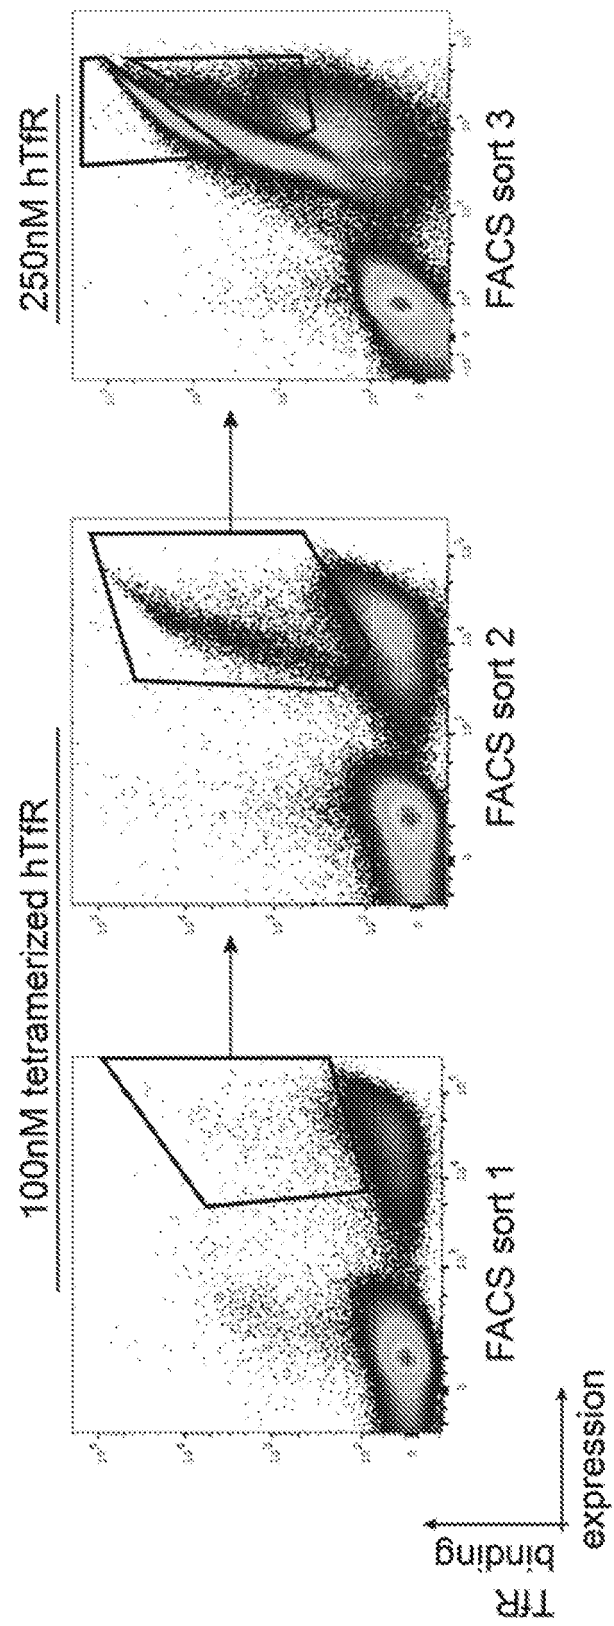 100nM tetramerized hTfR
250nM hTfR
FACS sort 1
FACS sort 2
FACS sort 3
TfR
binding
expression